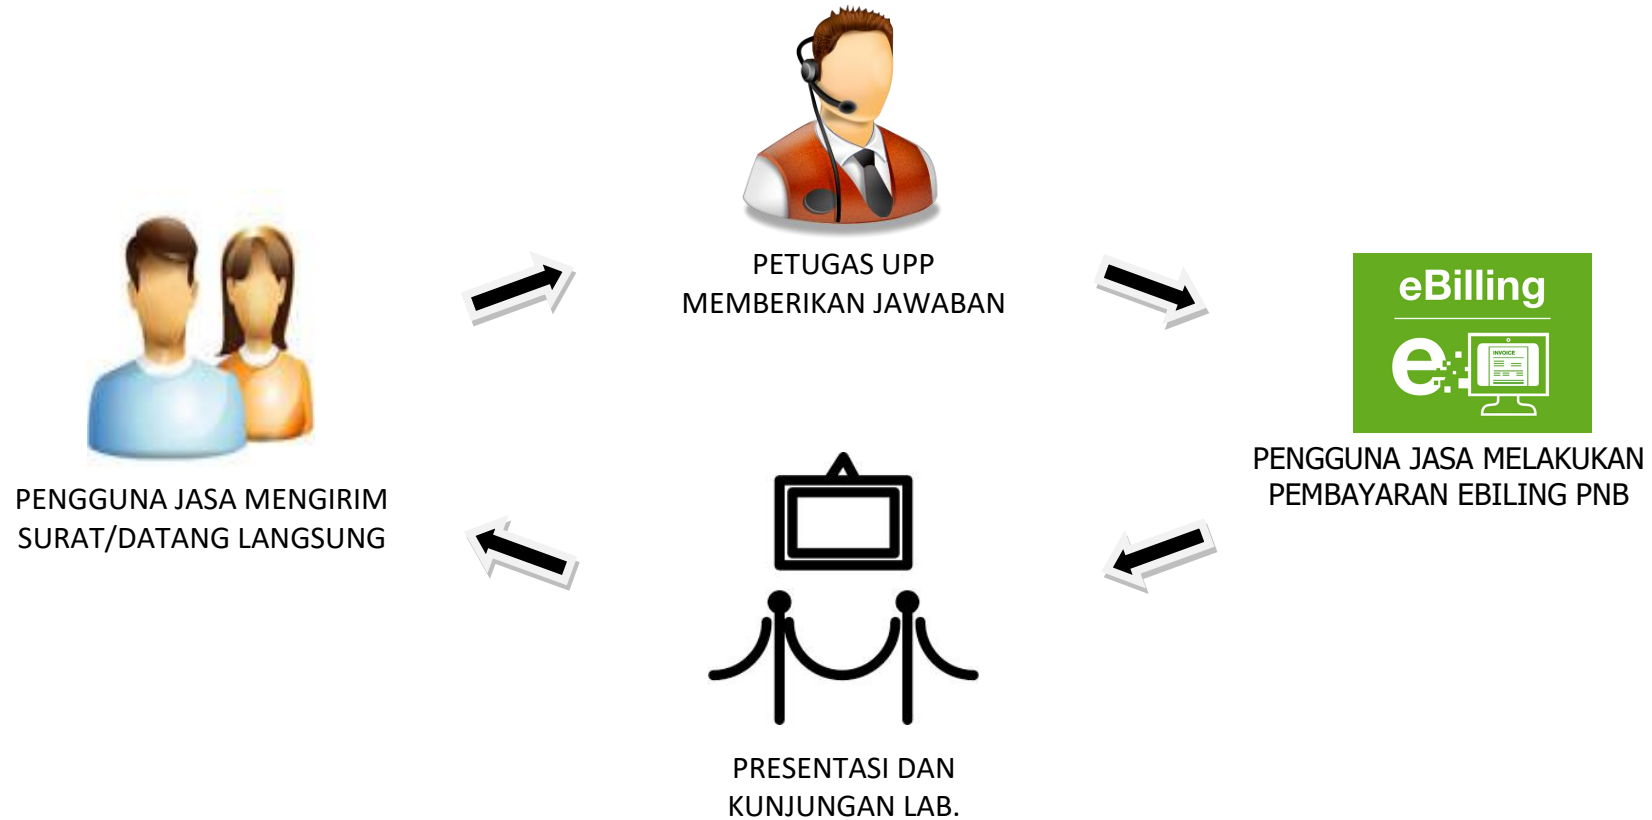 PETUGAS UPP
MEMBERIKAN JAWABAN
eBilling
e
INVOICE
PENGGUNA JASA MELAKUKAN
PEMBAYARAN EBILING PNB
PENGGUNA JASA MENGIRIM
SURAT/DATANG LANGSUNG
PRESENTASI DAN
KUNJUNGAN LAB.